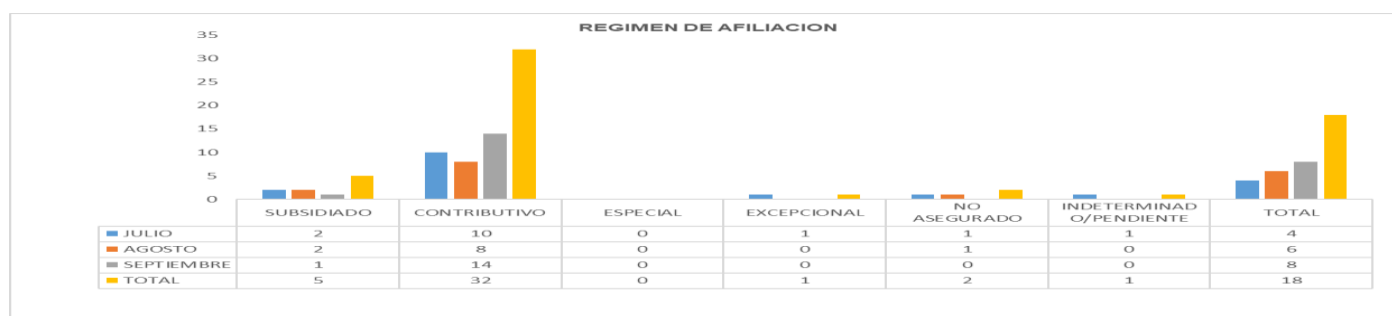 REGIMEN DE AFILIACION
35
30
25
20
15
10
5
0
SUBSIDIADO CONTRIBUTIVO ESPECIAL EXCEPCIONAL NO ASEGURADO INDETERMINAD O/PENDIENTE TOTAL
JULIO 2 10 0 1 1 1 4
AGOSTO 2 8 0 0 1 0 6
SEPTIEMBRE 1 14 0 0 0 0 8
TOTAL 5 32 0 1 2 1 18